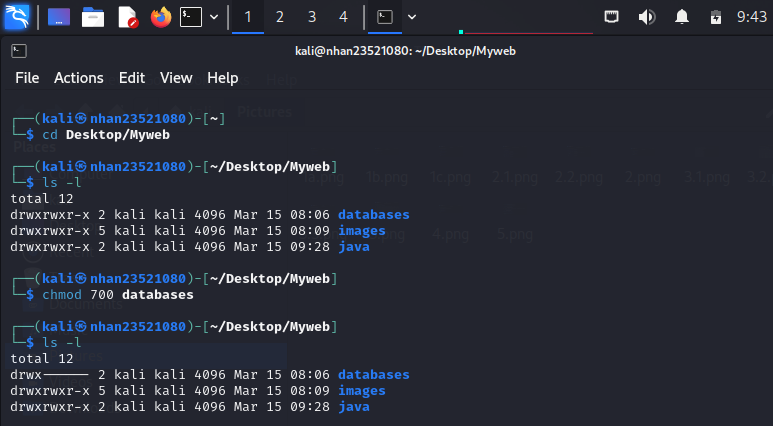 1 2 3 4 9:43
kali@nhan23521080: ~/Desktop/Myweb
File Actions Edit View Help
┌──(kali㉿nhan23521080)-[~]
└─$ cd Desktop/Myweb
┌──(kali㉿nhan23521080)-[~/Desktop/Myweb]
└─$ ls -l
total 12
drwxrwxr-x 2 kali kali 4096 Mar 15 08:06 databases
drwxrwxr-x 5 kali kali 4096 Mar 15 08:09 images
drwxrwxr-x 2 kali kali 4096 Mar 15 09:28 java
┌──(kali㉿nhan23521080)-[~/Desktop/Myweb]
└─$ chmod 700 databases
┌──(kali㉿nhan23521080)-[~/Desktop/Myweb]
└─$ ls -l
total 12
drwx------ 2 kali kali 4096 Mar 15 08:06 databases
drwxrwxr-x 5 kali kali 4096 Mar 15 08:09 images
drwxrwxr-x 2 kali kali 4096 Mar 15 09:28 java